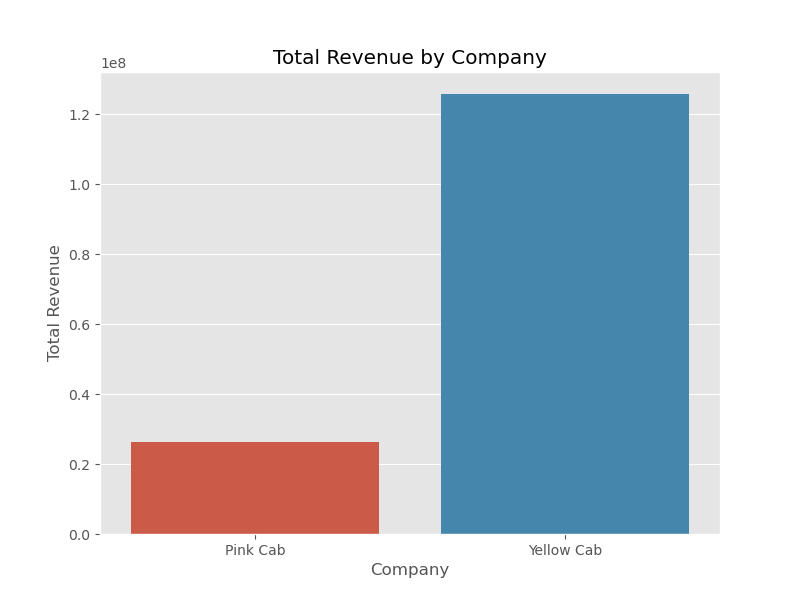 Total Revenue by Company
1e8
1.2
1.0
0.8
0.6
0.4
0.2
0.0
Total Revenue
Pink Cab Yellow Cab
Company